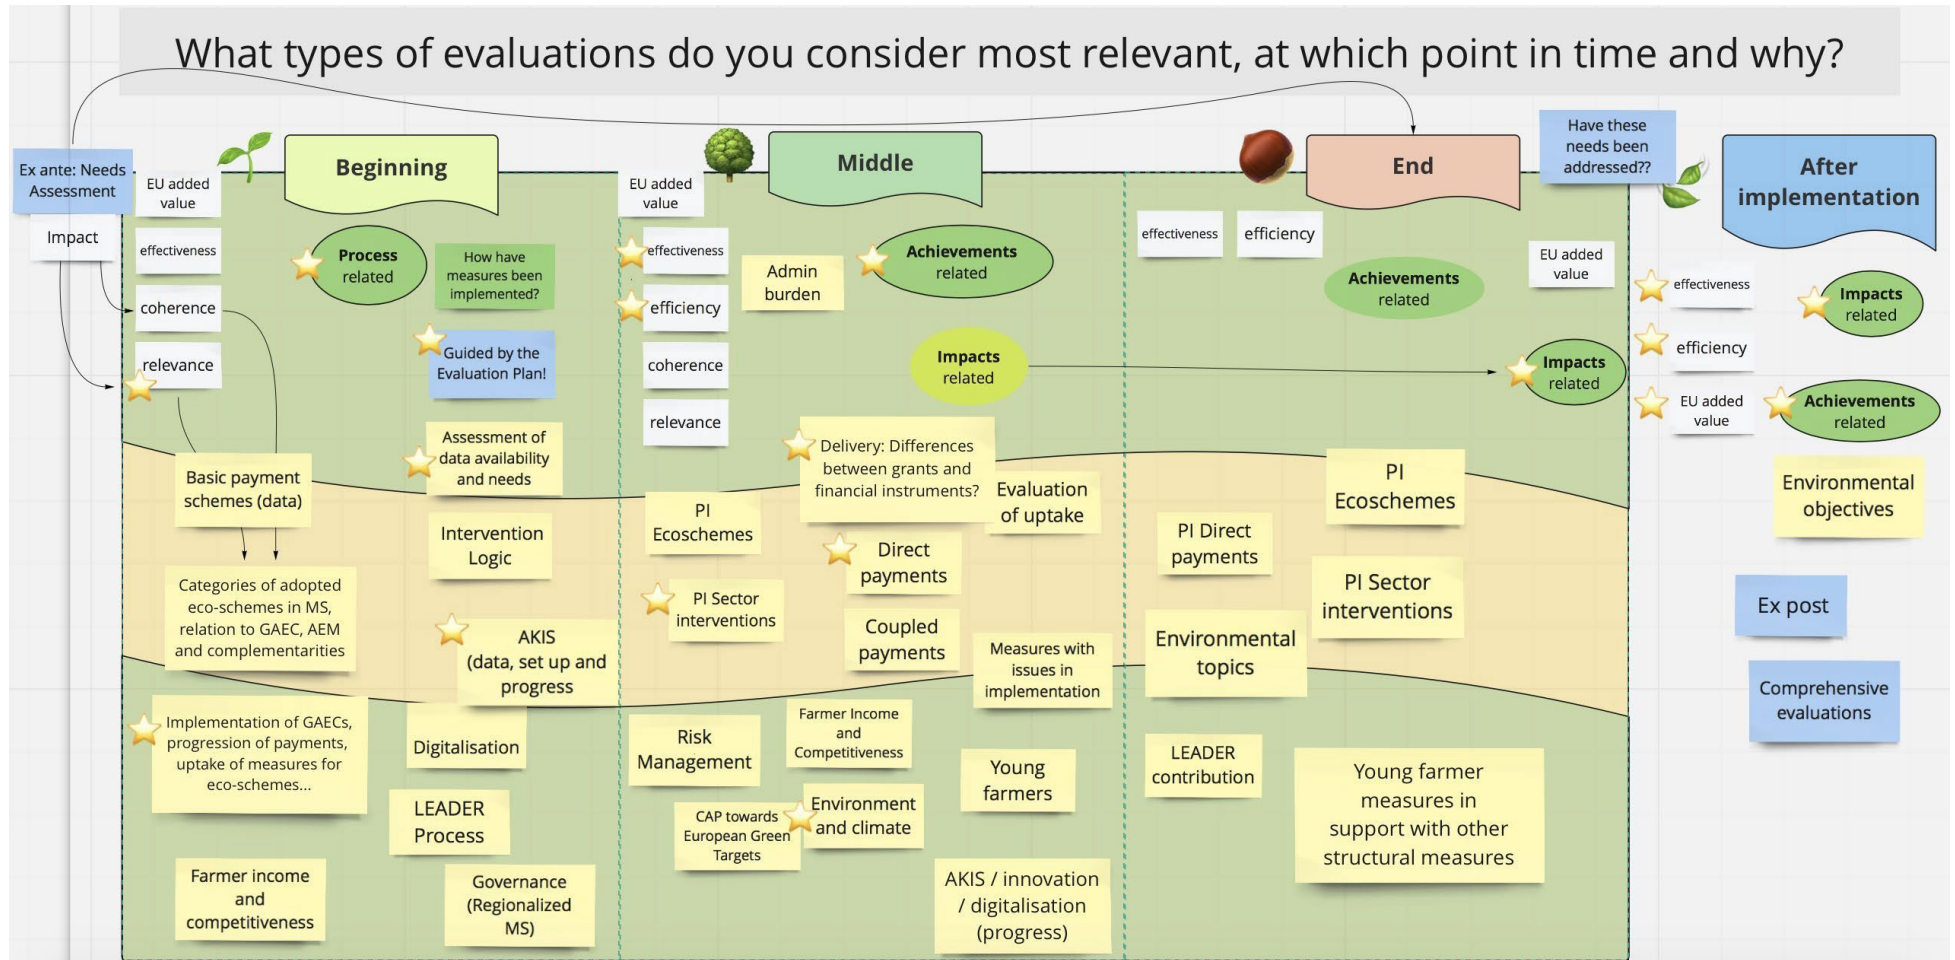 What types of evaluations do you consider most relevant, at which point in time and why?
Ex ante: Needs
Assessment
Impact
Beginning
EU added
value
effectiveness
coherence
relevance
Process
related
How have
measures been
implemented?
Guided by the
Evaluation Plan!
Assessment of
data availability
and needs
Basic payment
schemes (data)
Intervention
Logic
Categories of adopted
eco-schemes in MS,
relation to GAEC, AEM
and complementarities
AKIS
(data, set up and
progress
Implementation of GAECs,
progression of payments,
uptake of measures for
eco-schemes...
Digitalisation
LEADER
Process
Farmer income
and
competitiveness
Governance
(Regionalized
MS)
Middle
EU added
value
effectiveness
efficiency
coherence
relevance
Admin
burden
Achievements
related
Impacts
related
Delivery: Differences
between grants and
financial instruments?
Evaluation
of uptake
PI
Ecoschemes
Direct
payments
PI Sector
interventions
Coupled
payments
Measures with
issues in
implementation
Risk
Management
Farmer Income
and
Competitiveness
Young
farmers
CAP towards
European Green
Targets
Environment
and climate
AKIS / innovation
/ digitalisation
(progress)
End
effectiveness
efficiency
EU added
value
Achievements
related
Impacts
related
PI
Ecoschemes
PI Direct
payments
PI Sector
interventions
Environmental
topics
LEADER
contribution
Young farmer
measures in
support with other
structural measures
Have these
needs been
addressed??
After
implementation
effectiveness
efficiency
EU added
value
Impacts
related
Achievements
related
Environmental
objectives
Ex post
Comprehensive
evaluations